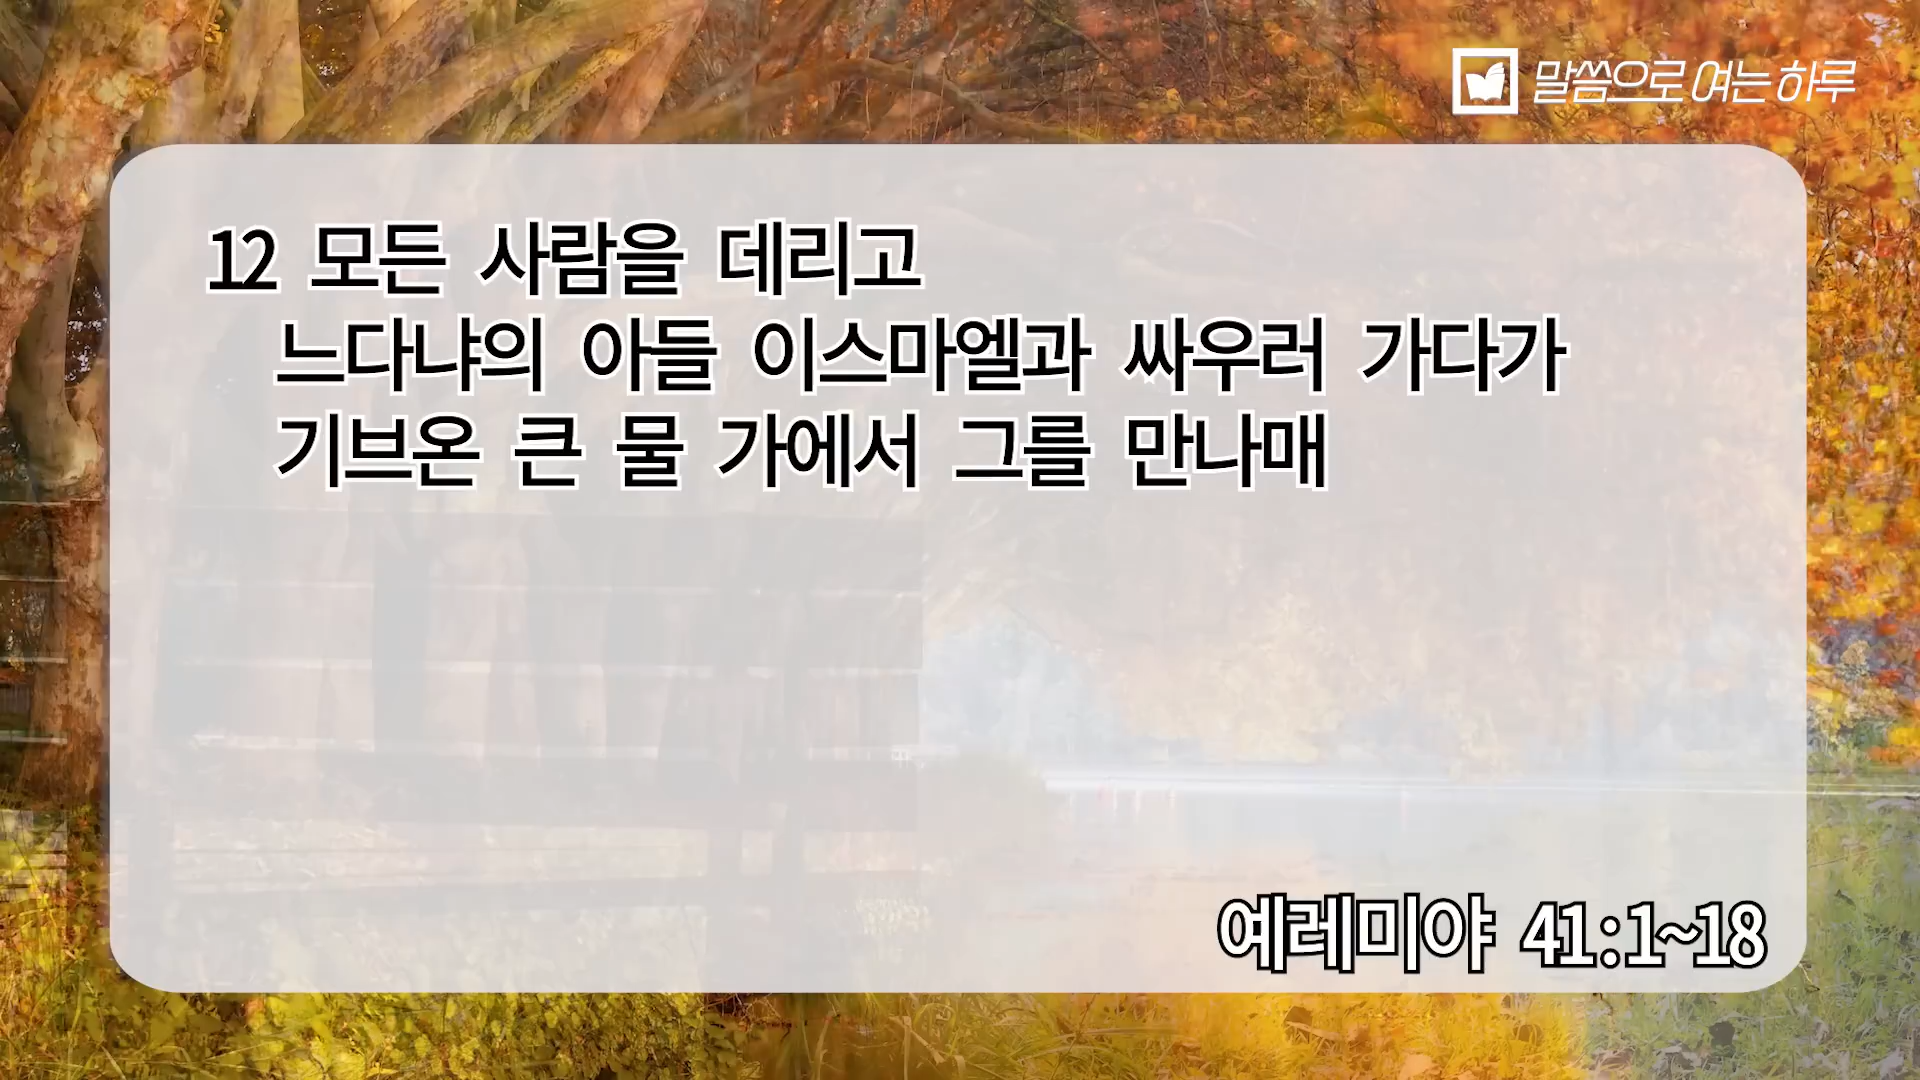 말씀으로 여는 하루
12 모든 사람을 데리고
느다냐의 아들 이스마엘과 싸우러 가다가
기브온 큰 물 가에서 그를 만나매
예레미야 41:1~18